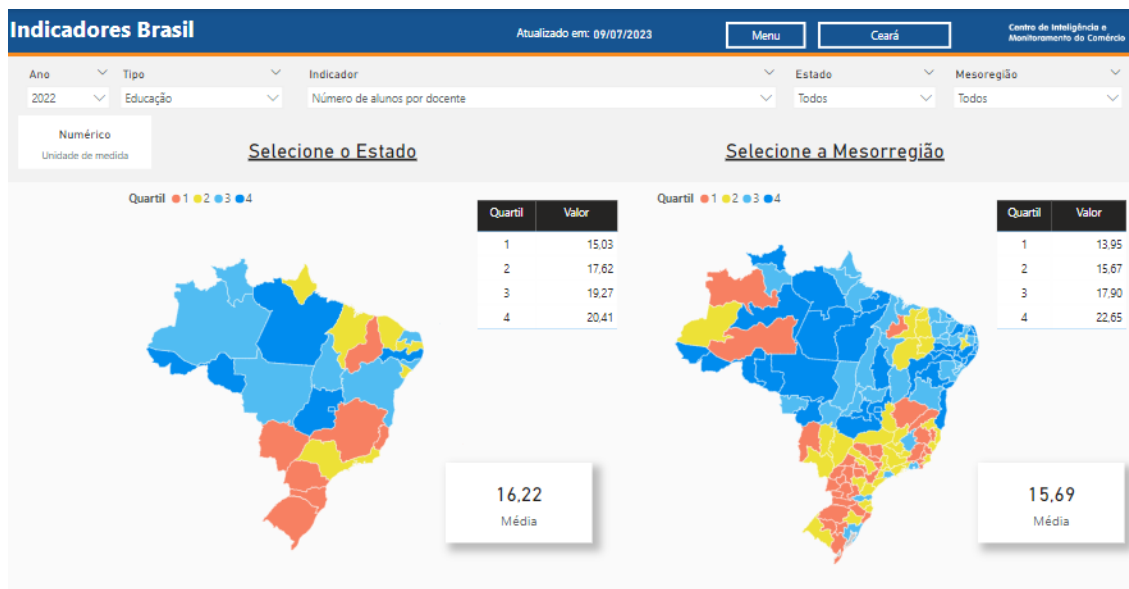 Indicadores Brasil
Atualizado em: 09/07/2023
Menu
Ceará
Centro de Inteligência e
Monitoramento do Comércio
Ano
Tipo
Indicador
Estado
Mesoregião
2022
Educação
Número de alunos por docente
Todos
Todos
Numérico
Unidade de medida
Selecione o Estado
Selecione a Mesorregião
Quartil 1 2 3 4
Quartil Valor
1 15,03
2 17,62
3 19,27
4 20,41
16,22
Média
Quartil 1 2 3 4
Quartil Valor
1 13,95
2 15,67
3 17,90
4 22,65
15,69
Média